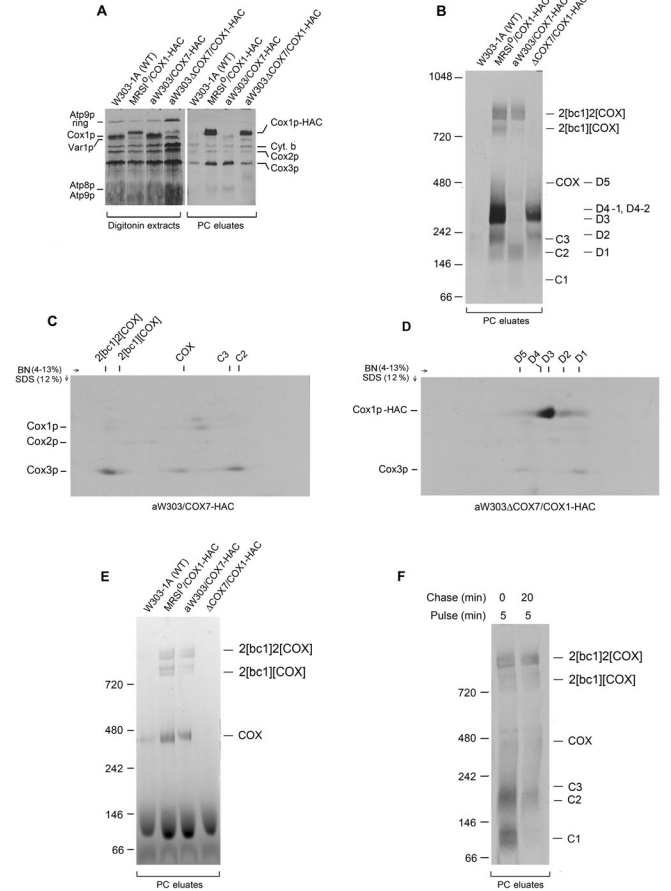 A
W303-1A (WT)
MRSIº/COX1-HAC
aW303/COX7-HAC
aW303ΔCOX7/COX1-HAC
W303-1A (WT)
MRSIº/COX1-HAC
aW303/COX7-HAC
aW303ΔCOX7/COX1-HAC
Atp9p
ring
Cox1p
Var1p
Atp8p
Atp9p
Cox1p-HAC
Cyt. b
Cox2p
Cox3p
Digitonin extracts
PC eluates
B
W303-1A (WT)
MRSIº/COX1-HAC
aW303/COX7-HAC
ΔCOX7/COX1-HAC
1048
720
480
242
146
66
2[bc1]2[COX]
2[bc1][COX]
COX
D5
D4-1, D4-2
D3
C3
D2
C2
D1
C1
PC eluates
C
2[bc1]2[COX]
2[bc1][COX]
COX
C3
C2
BN (4-13%)
SDS (12 %)
Cox1p
Cox2p
Cox3p
aW303/COX7-HAC
D
D5
D4
D3
D2
D1
BN (4-13%)
SDS (12 %)
Cox1p-HAC
Cox3p
aW303ΔCOX7/COX1-HAC
E
W303-1A (WT)
MRSIº/COX1-HAC
aW303/COX7-HAC
ΔCOX7/COX1-HAC
720
480
242
146
66
2[bc1]2[COX]
2[bc1][COX]
COX
PC eluates
F
Chase (min) 0 20
Pulse (min) 5 5
720
480
242
146
66
2[bc1]2[COX]
2[bc1][COX]
COX
C3
C2
C1
PC eluates